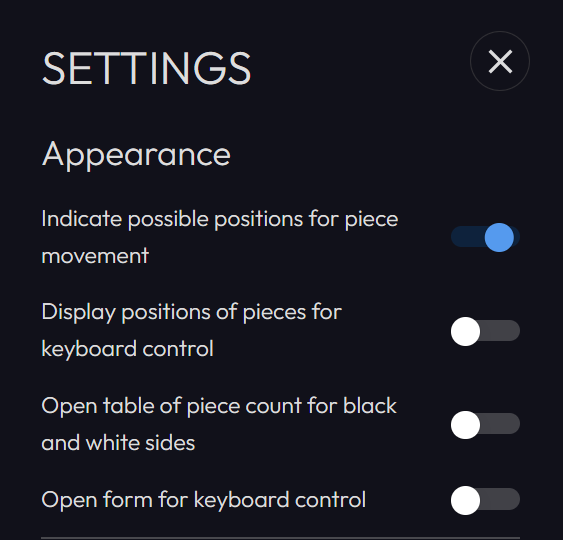 SETTINGS
Appearance
Indicate possible positions for piece
movement
Display positions of pieces for
keyboard control
Open table of piece count for black
and white sides
Open form for keyboard control